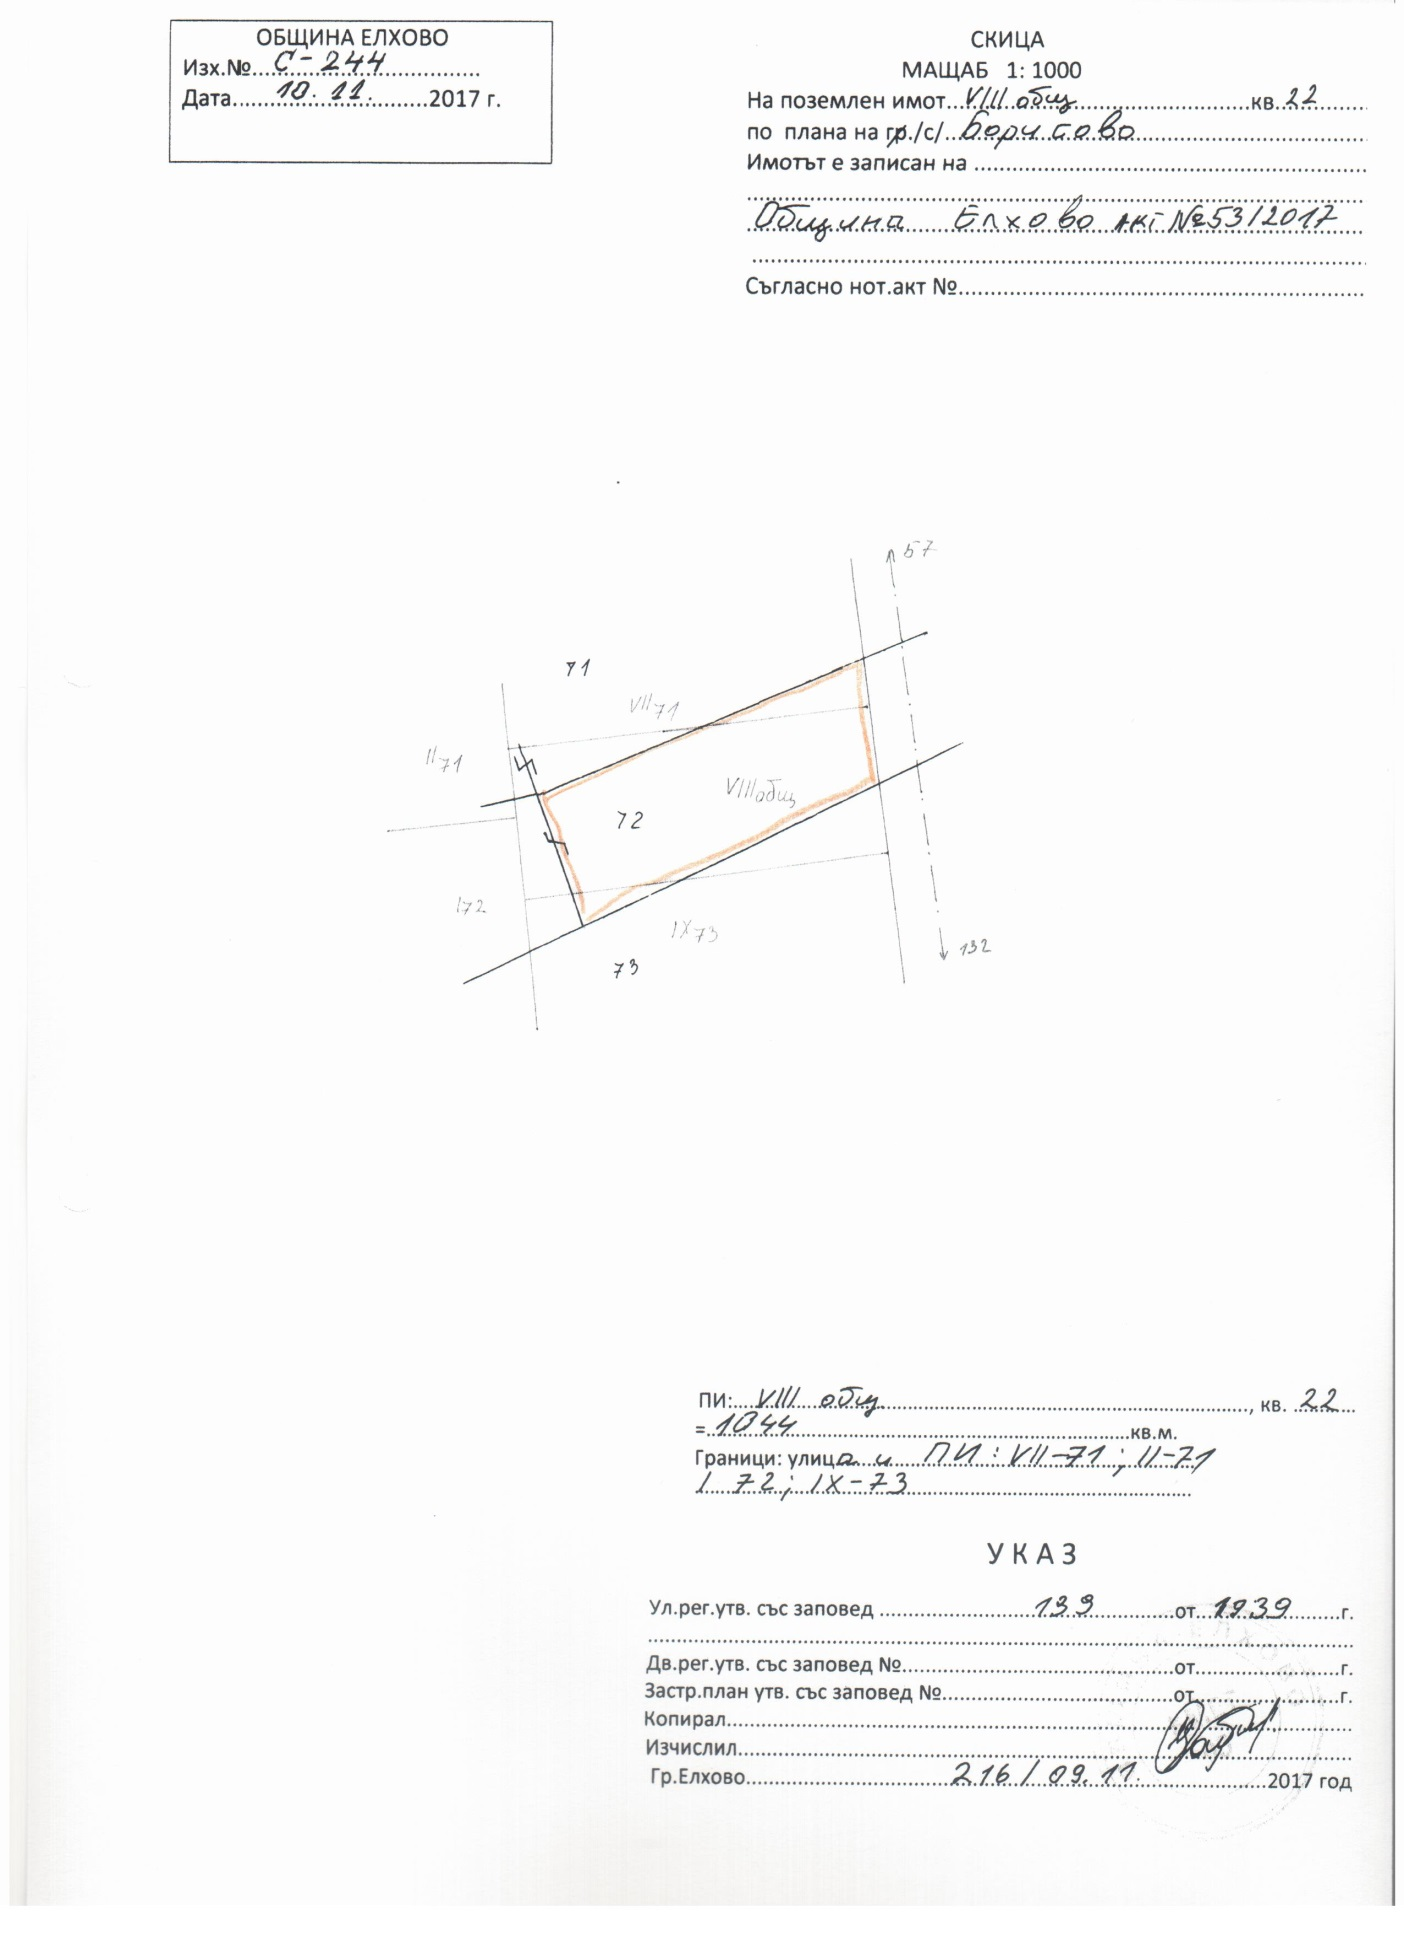 ОБЩИНА ЕЛХОВО
Изх.№....С - 244................
Дата.......10. 11.........2017 г.
СКИЦА
МАЩАБ 1: 1000
На поземлен имот...VIII общ...........................кв.22........
по плана на гр./с/..Борисово..............................
Имотът е записан на ..................................................
Община Елхово акт №53/2017
Съгласно нот.акт №..........................................................
57
71
VII71
II71
VIIIобщ
72
I72
IX73
73
132
ПИ:....VIII общ.............................................., кв. 22
=.1044......................................................кв.м.
Граници: улица и ПИ : VII-71 ; II-71
I 72 ; IX-73
У К А З
Ул.рег.утв. със заповед ..........................139..............от...1939........г.
Дв.рег.утв. със заповед №..............................................от........................г.
Застр.план утв. със заповед №.......................................от........................г.
Копирал........................................................................
Изчислил......................................................................
Гр.Елхово..................................216 / 09.11.....................2017 год